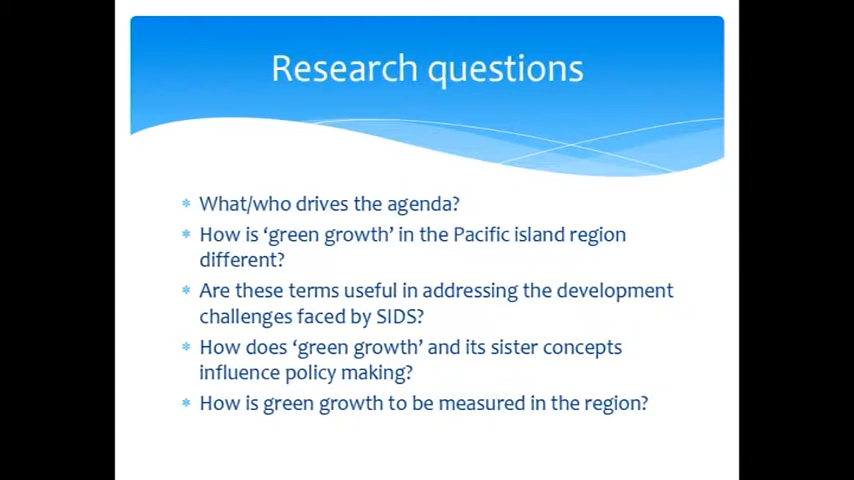 Research questions
* What/who drives the agenda?
* How is ‘green growth’ in the Pacific island region
different?
* Are these terms useful in addressing the development
challenges faced by SIDS?
* How does ‘green growth’ and its sister concepts
influence policy making?
* How is green growth to be measured in the region?